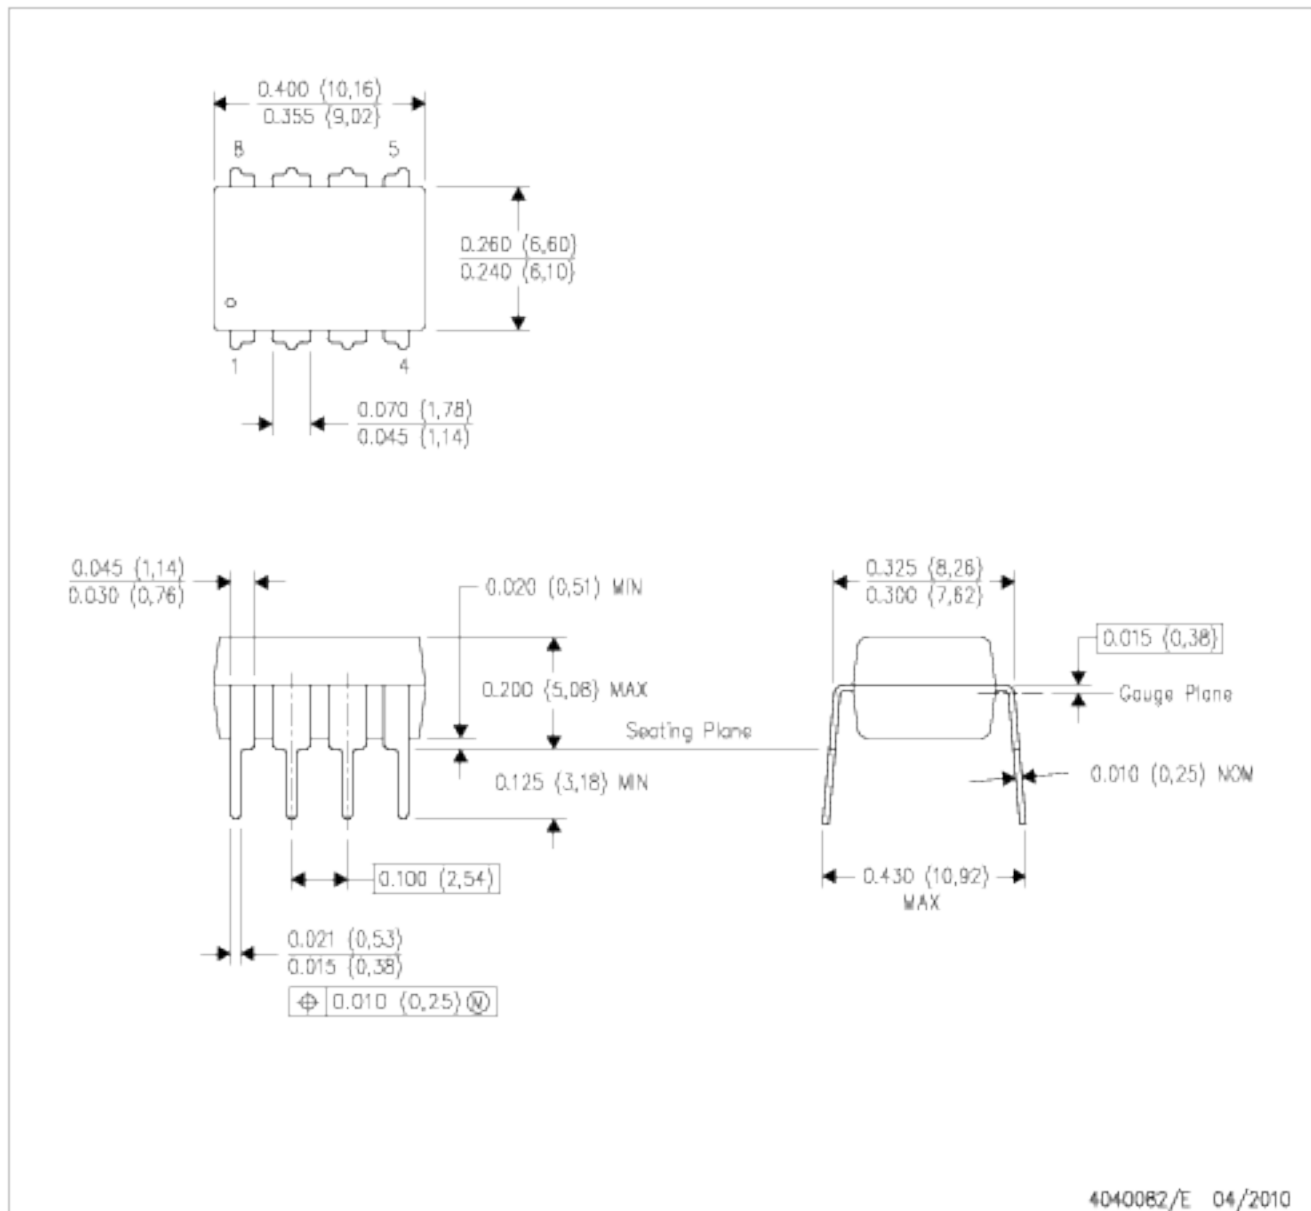 0.400 (10,16)
0.355 (9,02)
8
5
0.260 (6,60)
0.240 (6,10)
1
4
0.070 (1,78)
0.045 (1,14)
0.045 (1,14)
0.030 (0,76)
0.020 (0,51) MIN
0.325 (8,26)
0.300 (7,62)
0.015 (0,38)
0.200 (5,08) MAX
Gauge Plane
Seating Plane
0.125 (3,18) MIN
0.010 (0,25) NOM
0.100 (2,54)
0.430 (10,92)
MAX
0.021 (0,53)
0.015 (0,38)
⌖ 0.010 (0,25) Ⓜ
4040082/E 04/2010